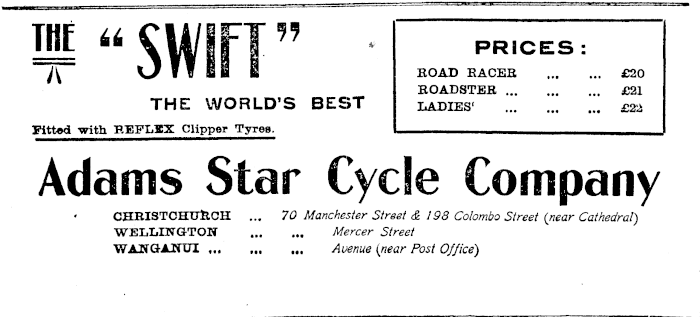 THE “SWIFT”
THE WORLD'S BEST
Fitted with REFLEX Clipper Tyres.
PRICES:
ROAD RACER ... ... £20
ROADSTER ... ... ... £21
LADIES' ... ... ... £22
Adams Star Cycle Company
CHRISTCHURCH ... 70 Manchester Street & 198 Colombo Street (near Cathedral)
WELLINGTON ... ... Mercer Street
WANGANUI ... ... ... Avenue (near Post Office)